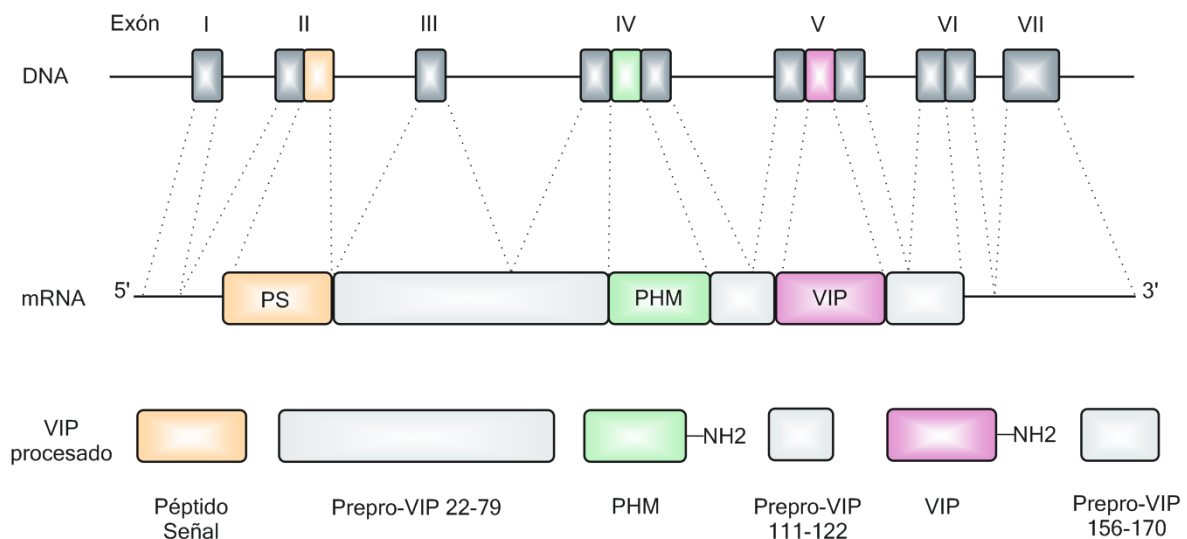 Exón I II III IV V VI VII
DNA
mRNA 5' PS PHM VIP 3'
VIP procesado
NH2 NH2
Péptido Señal
Prepro-VIP 22-79
PHM
Prepro-VIP 111-122
VIP
Prepro-VIP 156-170